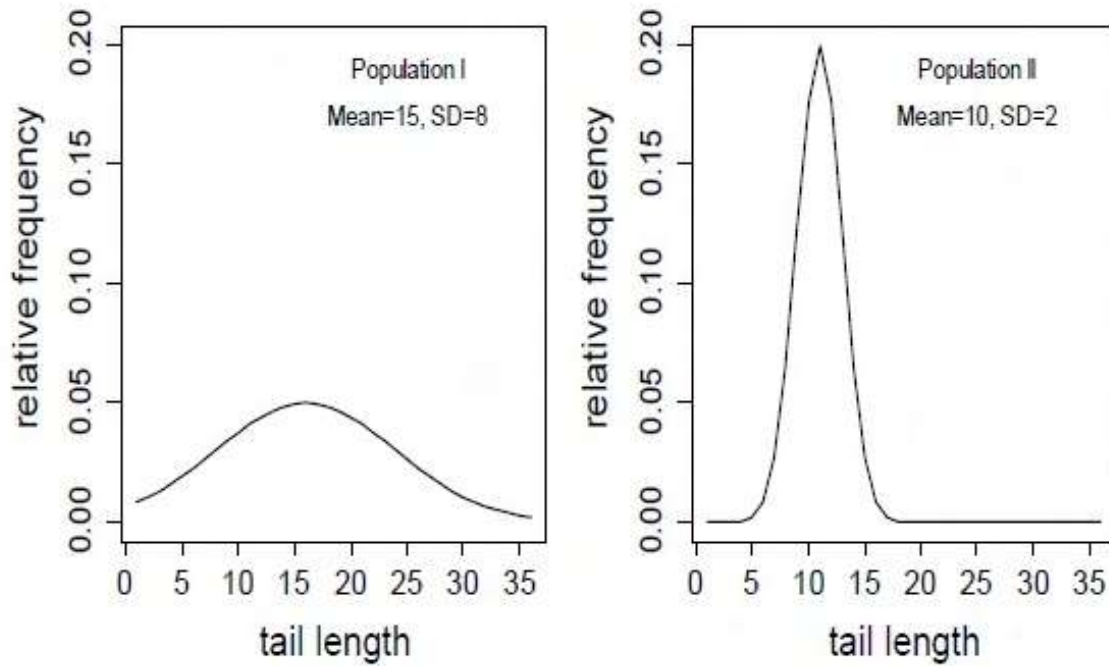 Population I
Mean=15, SD=8
relative frequency
0.20
0.15
0.10
0.05
0.00
0 5 10 15 20 25 30 35
tail length
Population II
Mean=10, SD=2
relative frequency
0.20
0.15
0.10
0.05
0.00
0 5 10 15 20 25 30 35
tail length